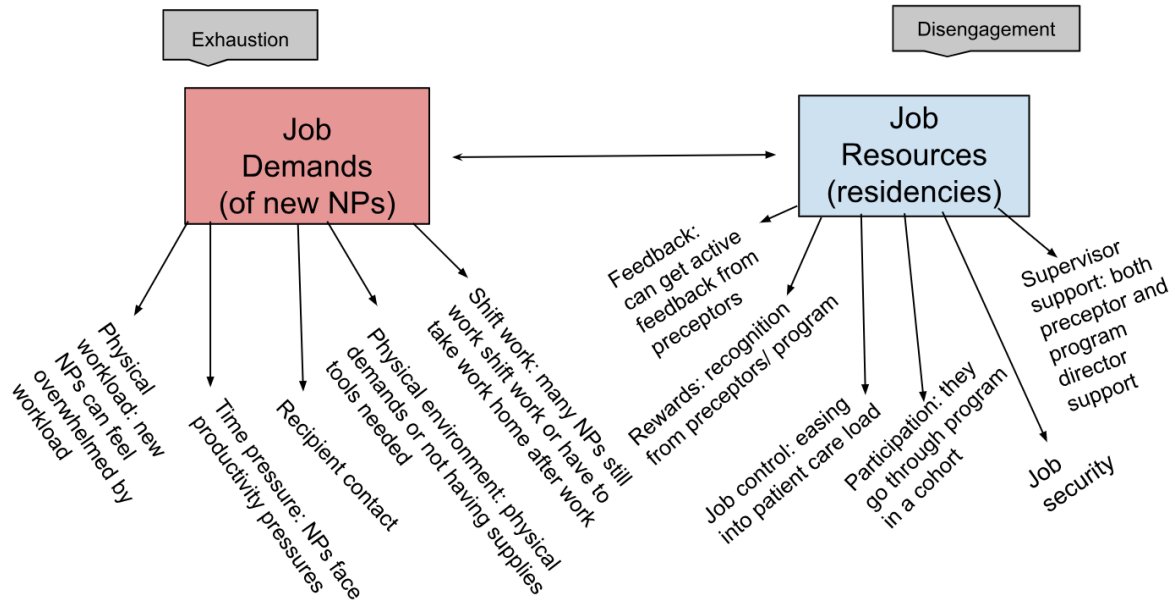 Exhaustion
Disengagement
Job
Demands
(of new NPs)
Job
Resources
(residencies)
Physical
workload: new
NPs can feel
overwhelmed by
workload
Time pressure: NPs face
productivity pressures
Recipient contact
Physical environment: physical
demands or not having supplies
tools needed
Shift work: many NPs still
work shift work or have to
take work home after work
Feedback:
can get active
feedback from
preceptors
Rewards: recognition
from preceptors/ program
Job control: easing
into patient care load
Participation: they
go through program
in a cohort
Job
security
Supervisor
support: both
preceptor and
program
director
support